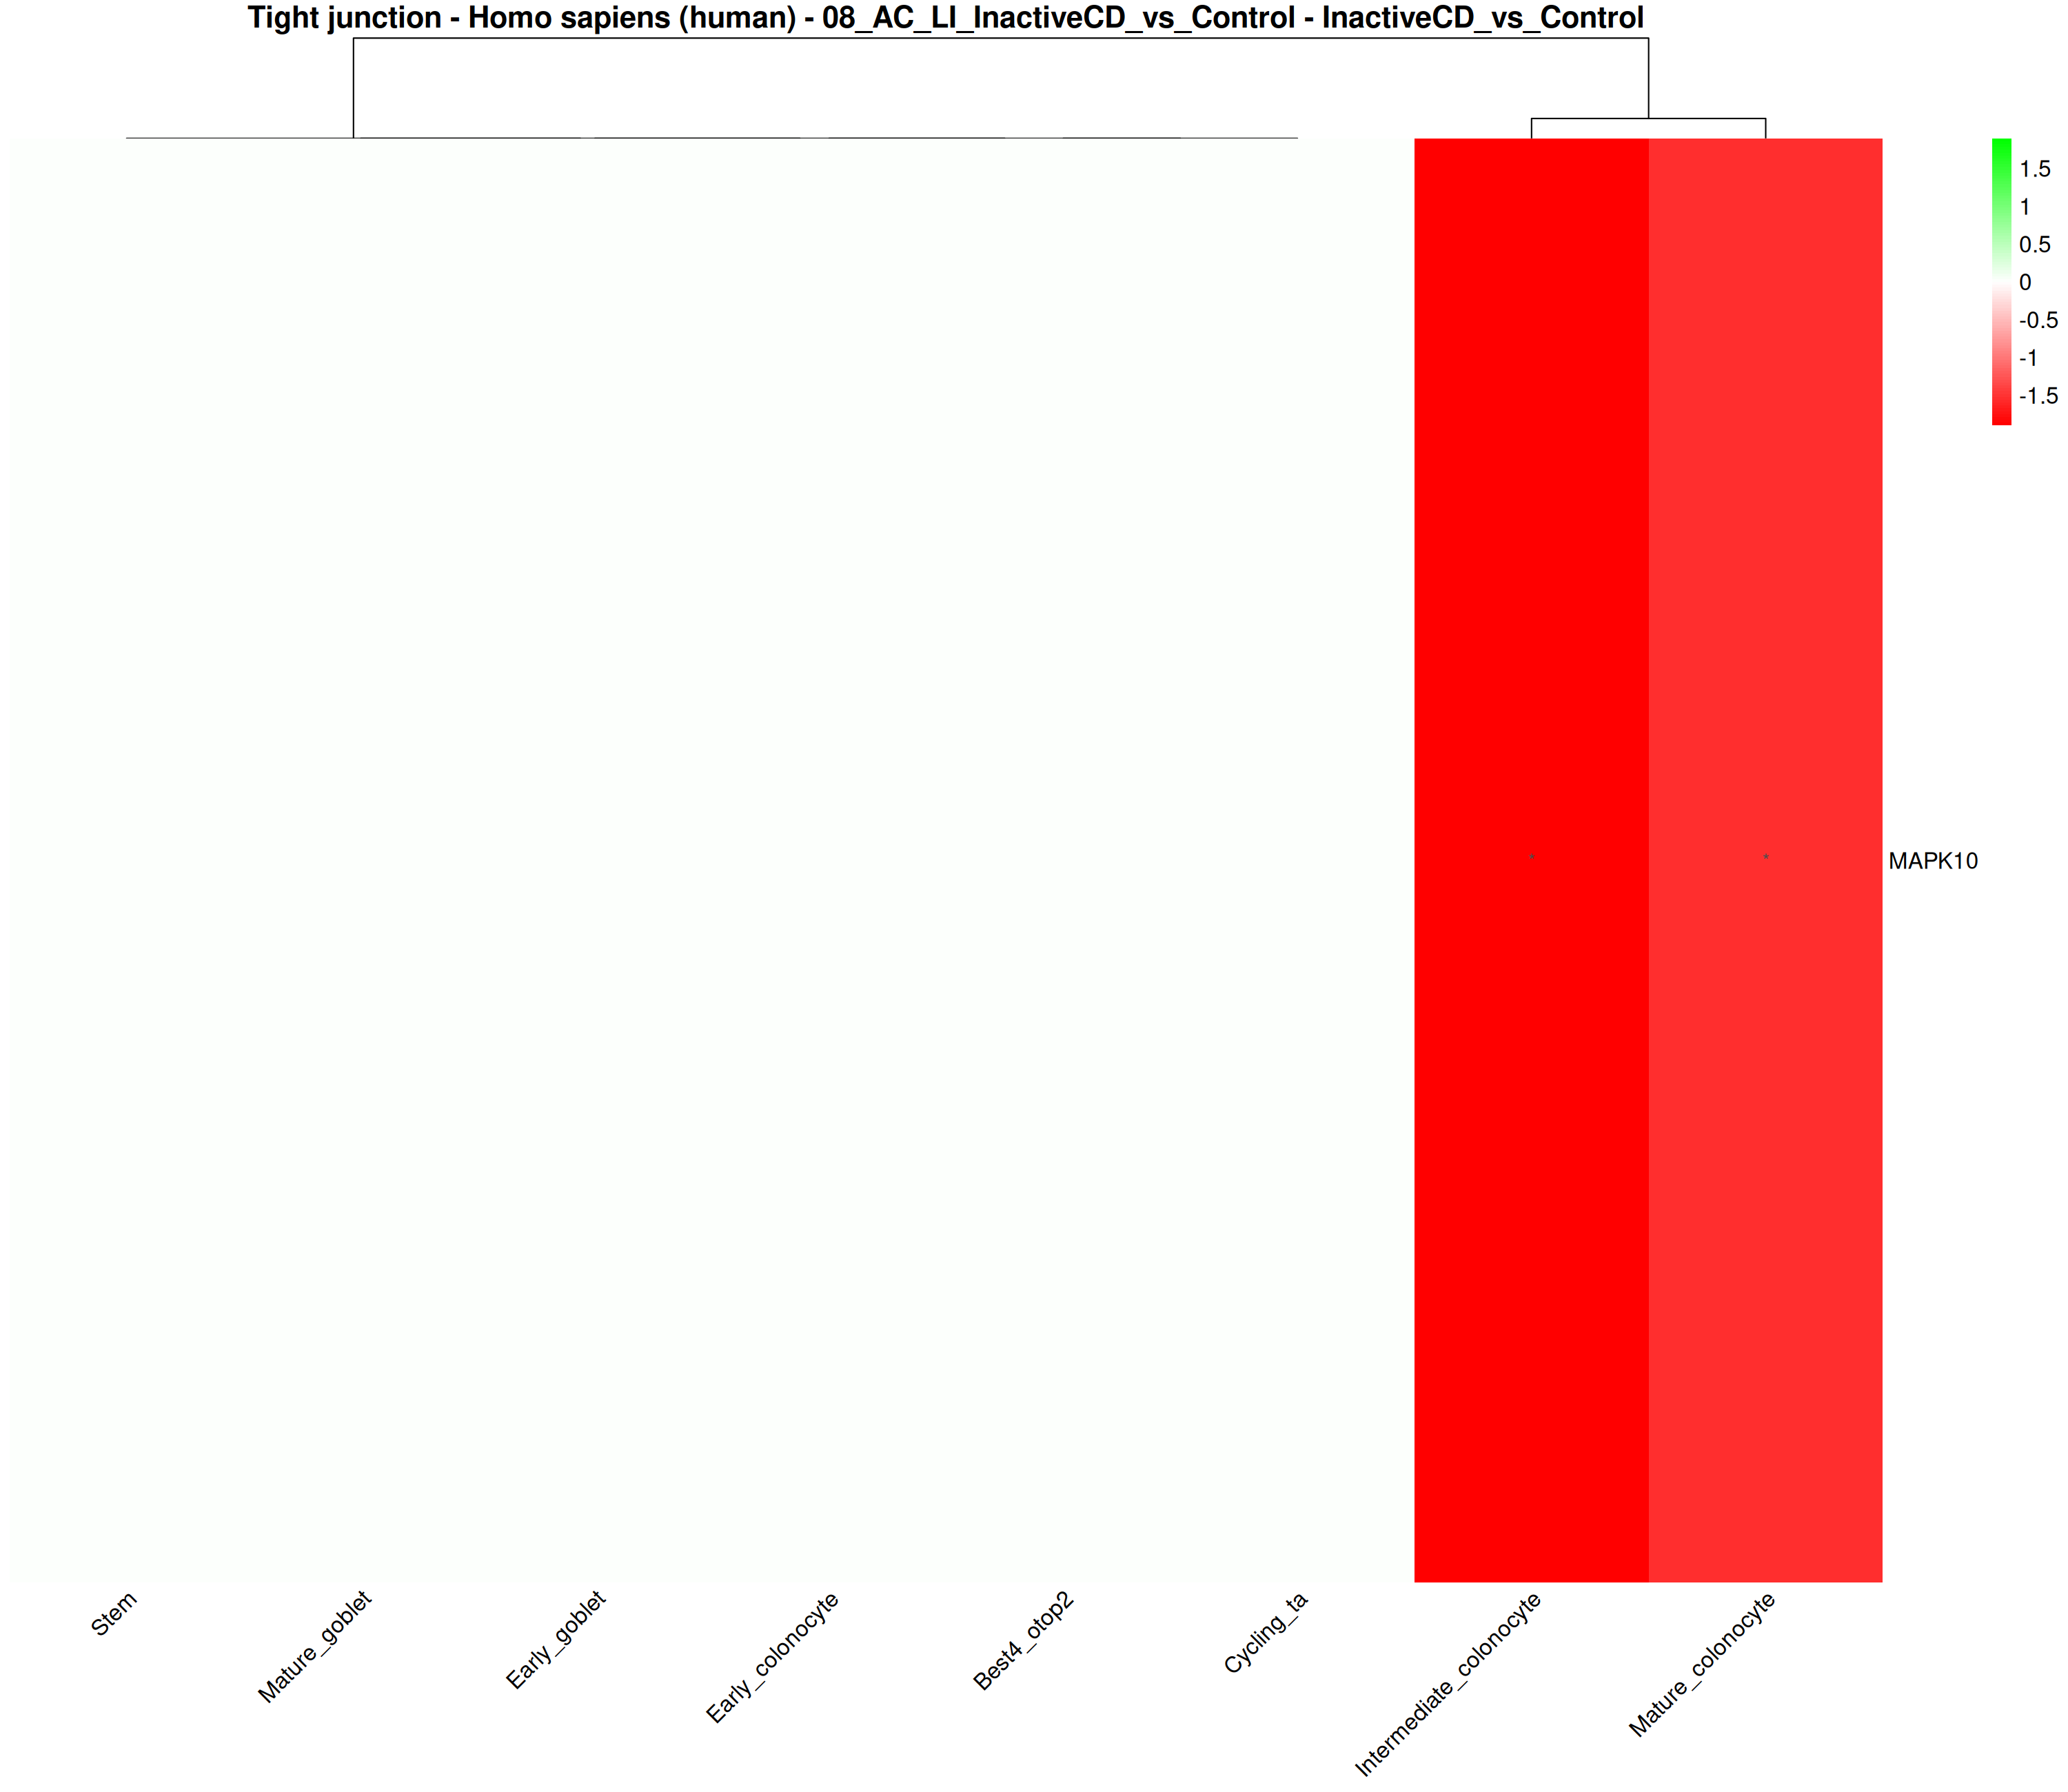 Tight junction - Homo sapiens (human) - 08_AC_LI_InactiveCD_vs_Control - InactiveCD_vs_Control
1.5
1
0.5
0
-0.5
-1
-1.5
* *
MAPK10
Stem
Mature_goblet
Early_goblet
Early_colonocyte
Best4_otop2
Cycling_ta
Intermediate_colonocyte
Mature_colonocyte